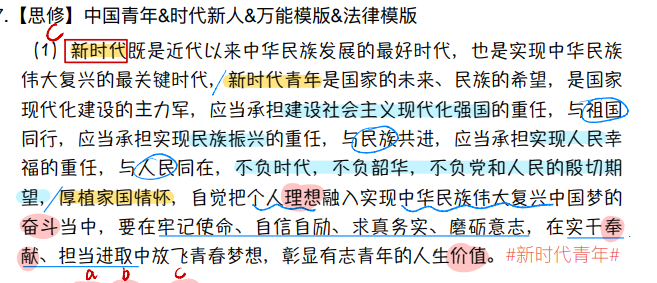 7.【思修】中国青年&时代新人&万能模版&法律模版
C
（1）新时代既是近代以来中华民族发展的最好时代，也是实现中华民族
伟大复兴的最关键时代，新时代青年是国家的未来、民族的希望，是国家
现代化建设的主力军，应当承担建设社会主义现代化强国的重任，与祖国
同行，应当承担实现民族振兴的重任，与民族共进，应当承担实现人民幸
福的重任，与人民同在，不负时代，不负韶华，不负党和人民的殷切期
望，厚植家国情怀，自觉把个人理想融入实现中华民族伟大复兴中国梦的
奋斗当中，要在牢记使命、自信自励、求真务实、磨砺意志，在实干奉
献、担当进取中放飞青春梦想，彰显有志青年的人生价值。#新时代青年#
a b c